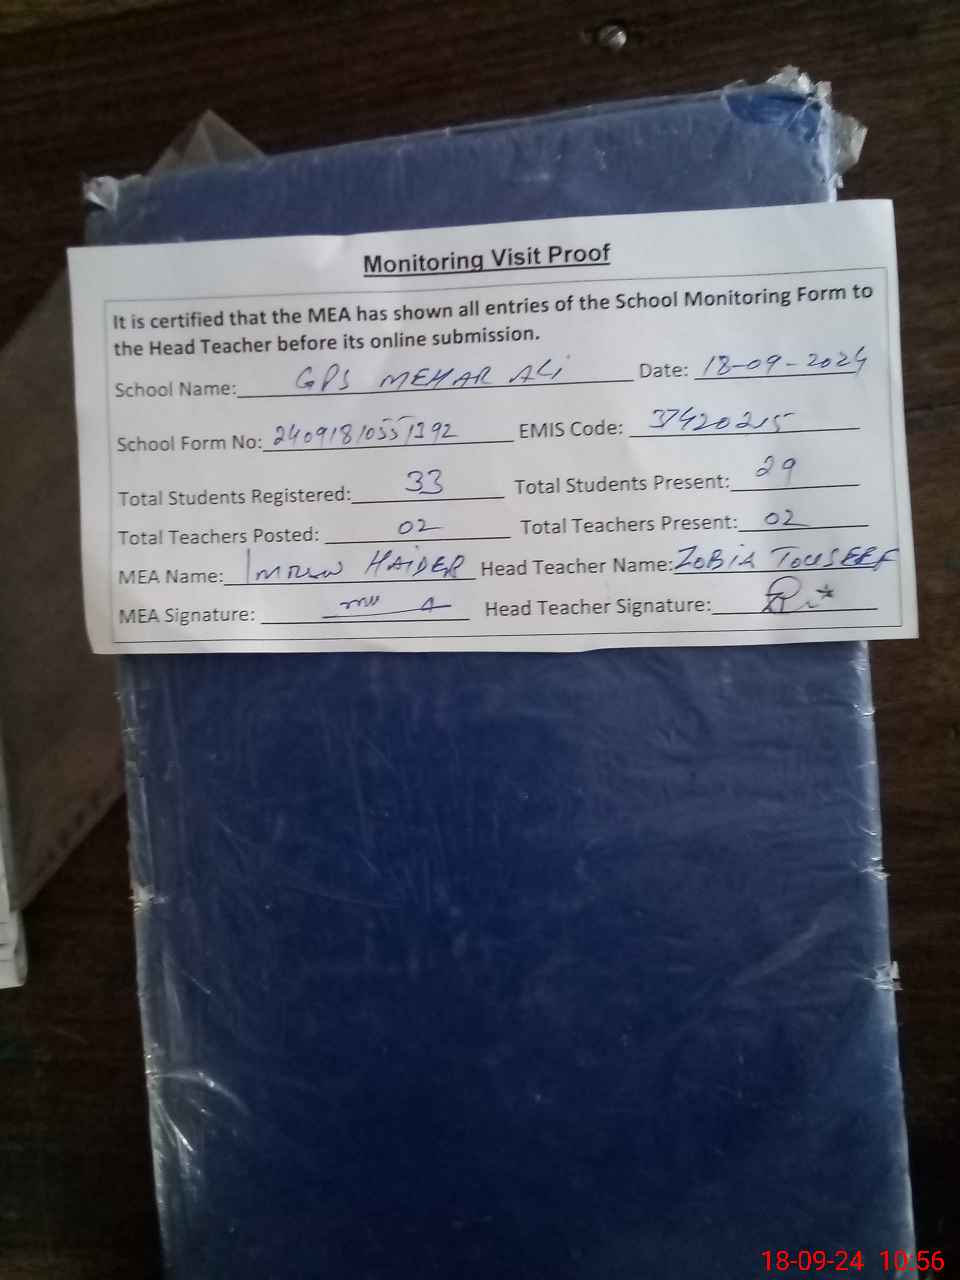 Monitoring Visit Proof
It is certified that the MEA has shown all entries of the School Monitoring Form to
the Head Teacher before its online submission.
School Name: GPS MEHAR ALi Date: 18-09-2024
School Form No: 24091810551392 EMIS Code: 37420215
Total Students Registered: 33 Total Students Present: 29
Total Teachers Posted: 02 Total Teachers Present: 02
MEA Name: HAIDER Head Teacher Name: ZOBIA TOUSEEF
MEA Signature: Head Teacher Signature:
18-09-24 10:56